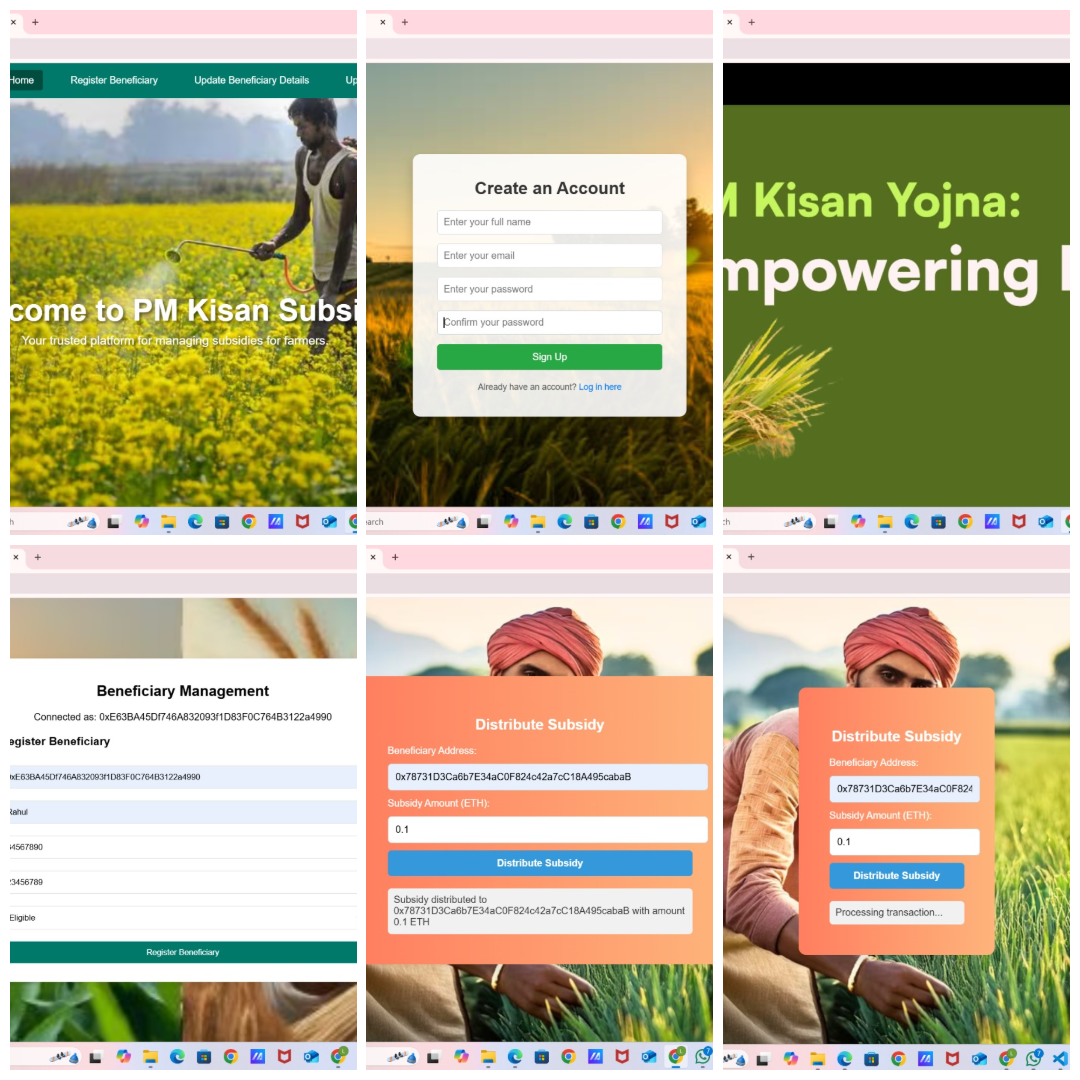 Home Register Beneficiary Update Beneficiary Details Up
come to PM Kisan Subsi
Your trusted platform for managing subsidies for farmers.
Create an Account
Enter your full name
Enter your email
Enter your password
Confirm your password
Sign Up
Already have an account? Log in here
M Kisan Yojna:
mpowering
h
earch
ch
Beneficiary Management
Connected as: 0xE63BA45Df746A832093f1D83F0C764B3122a4990
egister Beneficiary
0xE63BA45Df746A832093f1D83F0C764B3122a4990
Rahul
34567890
23456789
Eligible
Register Beneficiary
Distribute Subsidy
Beneficiary Address:
0x78731D3Ca6b7E34aC0F824c42a7cC18A495cabaB
Subsidy Amount (ETH):
0.1
Distribute Subsidy
Subsidy distributed to
0x78731D3Ca6b7E34aC0F824c42a7cC18A495cabaB with amount
0.1 ETH
Distribute Subsidy
Beneficiary Address:
0x78731D3Ca6b7E34aC0F824
Subsidy Amount (ETH):
0.1
Distribute Subsidy
Processing transaction...